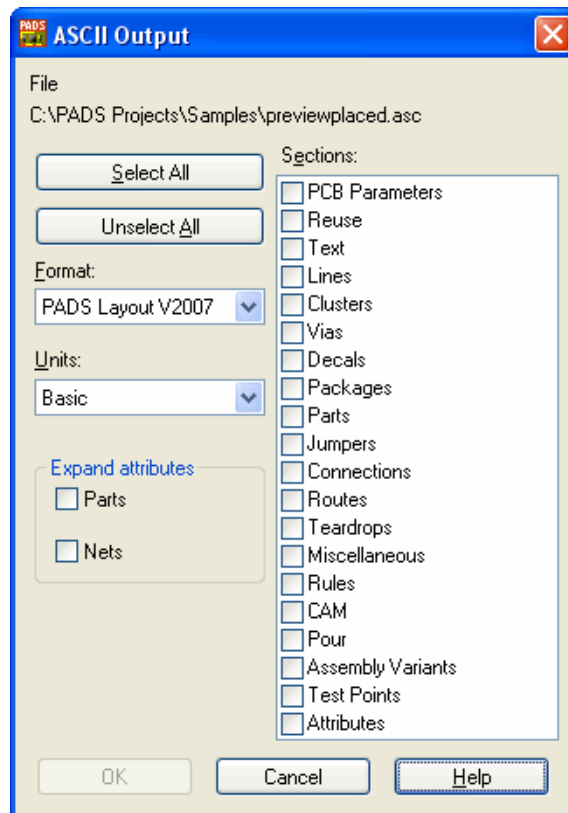 PADS
ASCII Output
File
C:\PADS Projects\Samples\previewplaced.asc
Select All
Unselect All
Format:
PADS Layout V2007
Units:
Basic
Expand attributes
Parts
Nets
Sections:
PCB Parameters
Reuse
Text
Lines
Clusters
Vias
Decals
Packages
Parts
Jumpers
Connections
Routes
Teardrops
Miscellaneous
Rules
CAM
Pour
Assembly Variants
Test Points
Attributes
OK
Cancel
Help